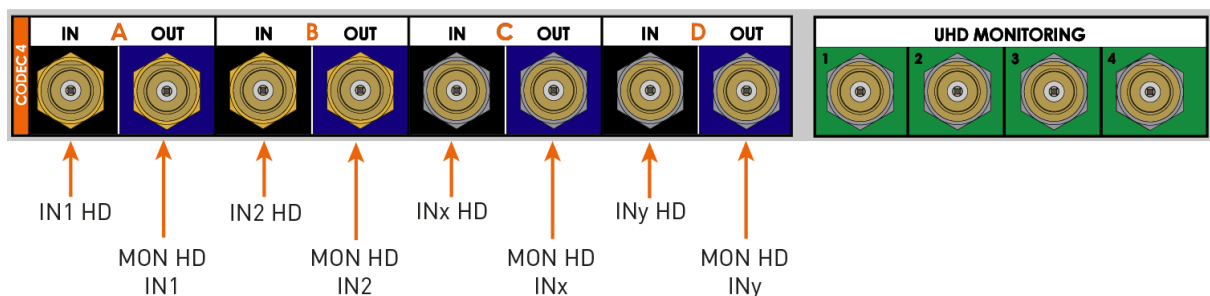 CODEC 4
IN A OUT IN B OUT IN C OUT IN D OUT
UHD MONITORING
1 2 3 4
IN1 HD
MON HD
IN1
IN2 HD
MON HD
IN2
INx HD
MON HD
INx
INy HD
MON HD
INy